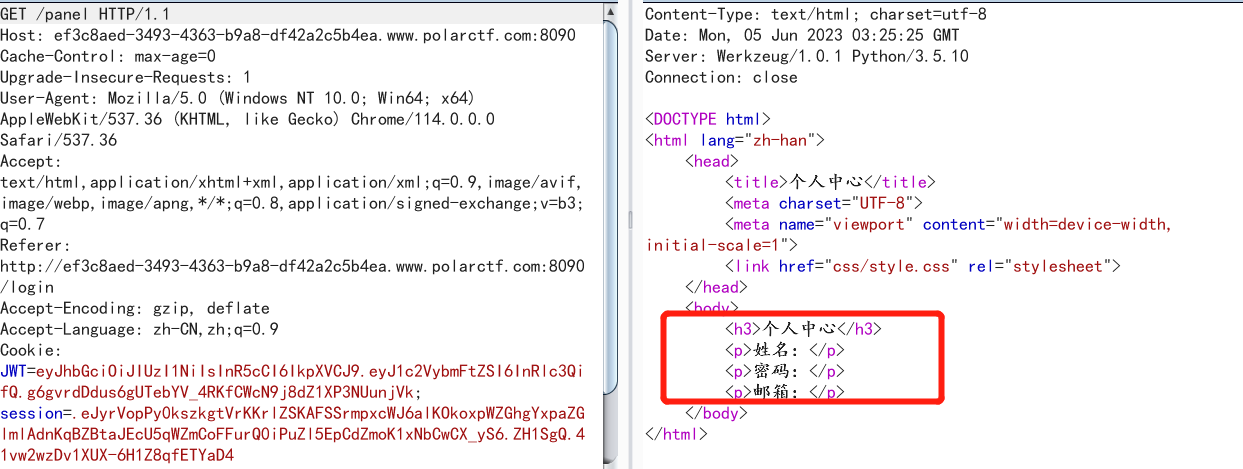 GET /panel HTTP/1.1
Host: ef3c8aed-3493-4363-b9a8-df42a2c5b4ea.www.polarctf.com:8090
Cache-Control: max-age=0
Upgrade-Insecure-Requests: 1
User-Agent: Mozilla/5.0 (Windows NT 10.0; Win64; x64)
AppleWebKit/537.36 (KHTML, like Gecko) Chrome/114.0.0.0
Safari/537.36
Accept:
text/html,application/xhtml+xml,application/xml;q=0.9,image/avif,
image/webp,image/apng,*/*;q=0.8,application/signed-exchange;v=b3;
q=0.7
Referer:
http://ef3c8aed-3493-4363-b9a8-df42a2c5b4ea.www.polarctf.com:8090
/login
Accept-Encoding: gzip, deflate
Accept-Language: zh-CN,zh;q=0.9
Cookie:
JWT=eyJhbGciOiJIUzI1NiIsInR5cCI6IkpXVCJ9.eyJ1c2VybmFtZSI6InRlc3Qi
fQ.g6gvrdDdus6gUTebYV_4RKfCWcN9j8dZ1XP3NUunjVk;
session=.eJyrVopPy0kszkgtVrKKrlZSKAFSSrmpxcWJ6alKOkoxpWZGhgYxpaZG
lmlAdnKqBZBtaJEcU5qWZmCoFFurQ0iPuZl5EpCdZmoK1xNbCwCX_yS6.ZH1SgQ.4
1vw2wzDv1XUX-6H1Z8qfETYaD4
Content-Type: text/html; charset=utf-8
Date: Mon, 05 Jun 2023 03:25:25 GMT
Server: Werkzeug/1.0.1 Python/3.5.10
Connection: close
<DOCTYPE html>
<html lang="zh-han">
<head>
<title>个人中心</title>
<meta charset="UTF-8">
<meta name="viewport" content="width=device-width,
initial-scale=1">
<link href="css/style.css" rel="stylesheet">
</head>
<body>
<h3>个人中心</h3>
<p>姓名：</p>
<p>密码：</p>
<p>邮箱：</p>
</body>
</html>